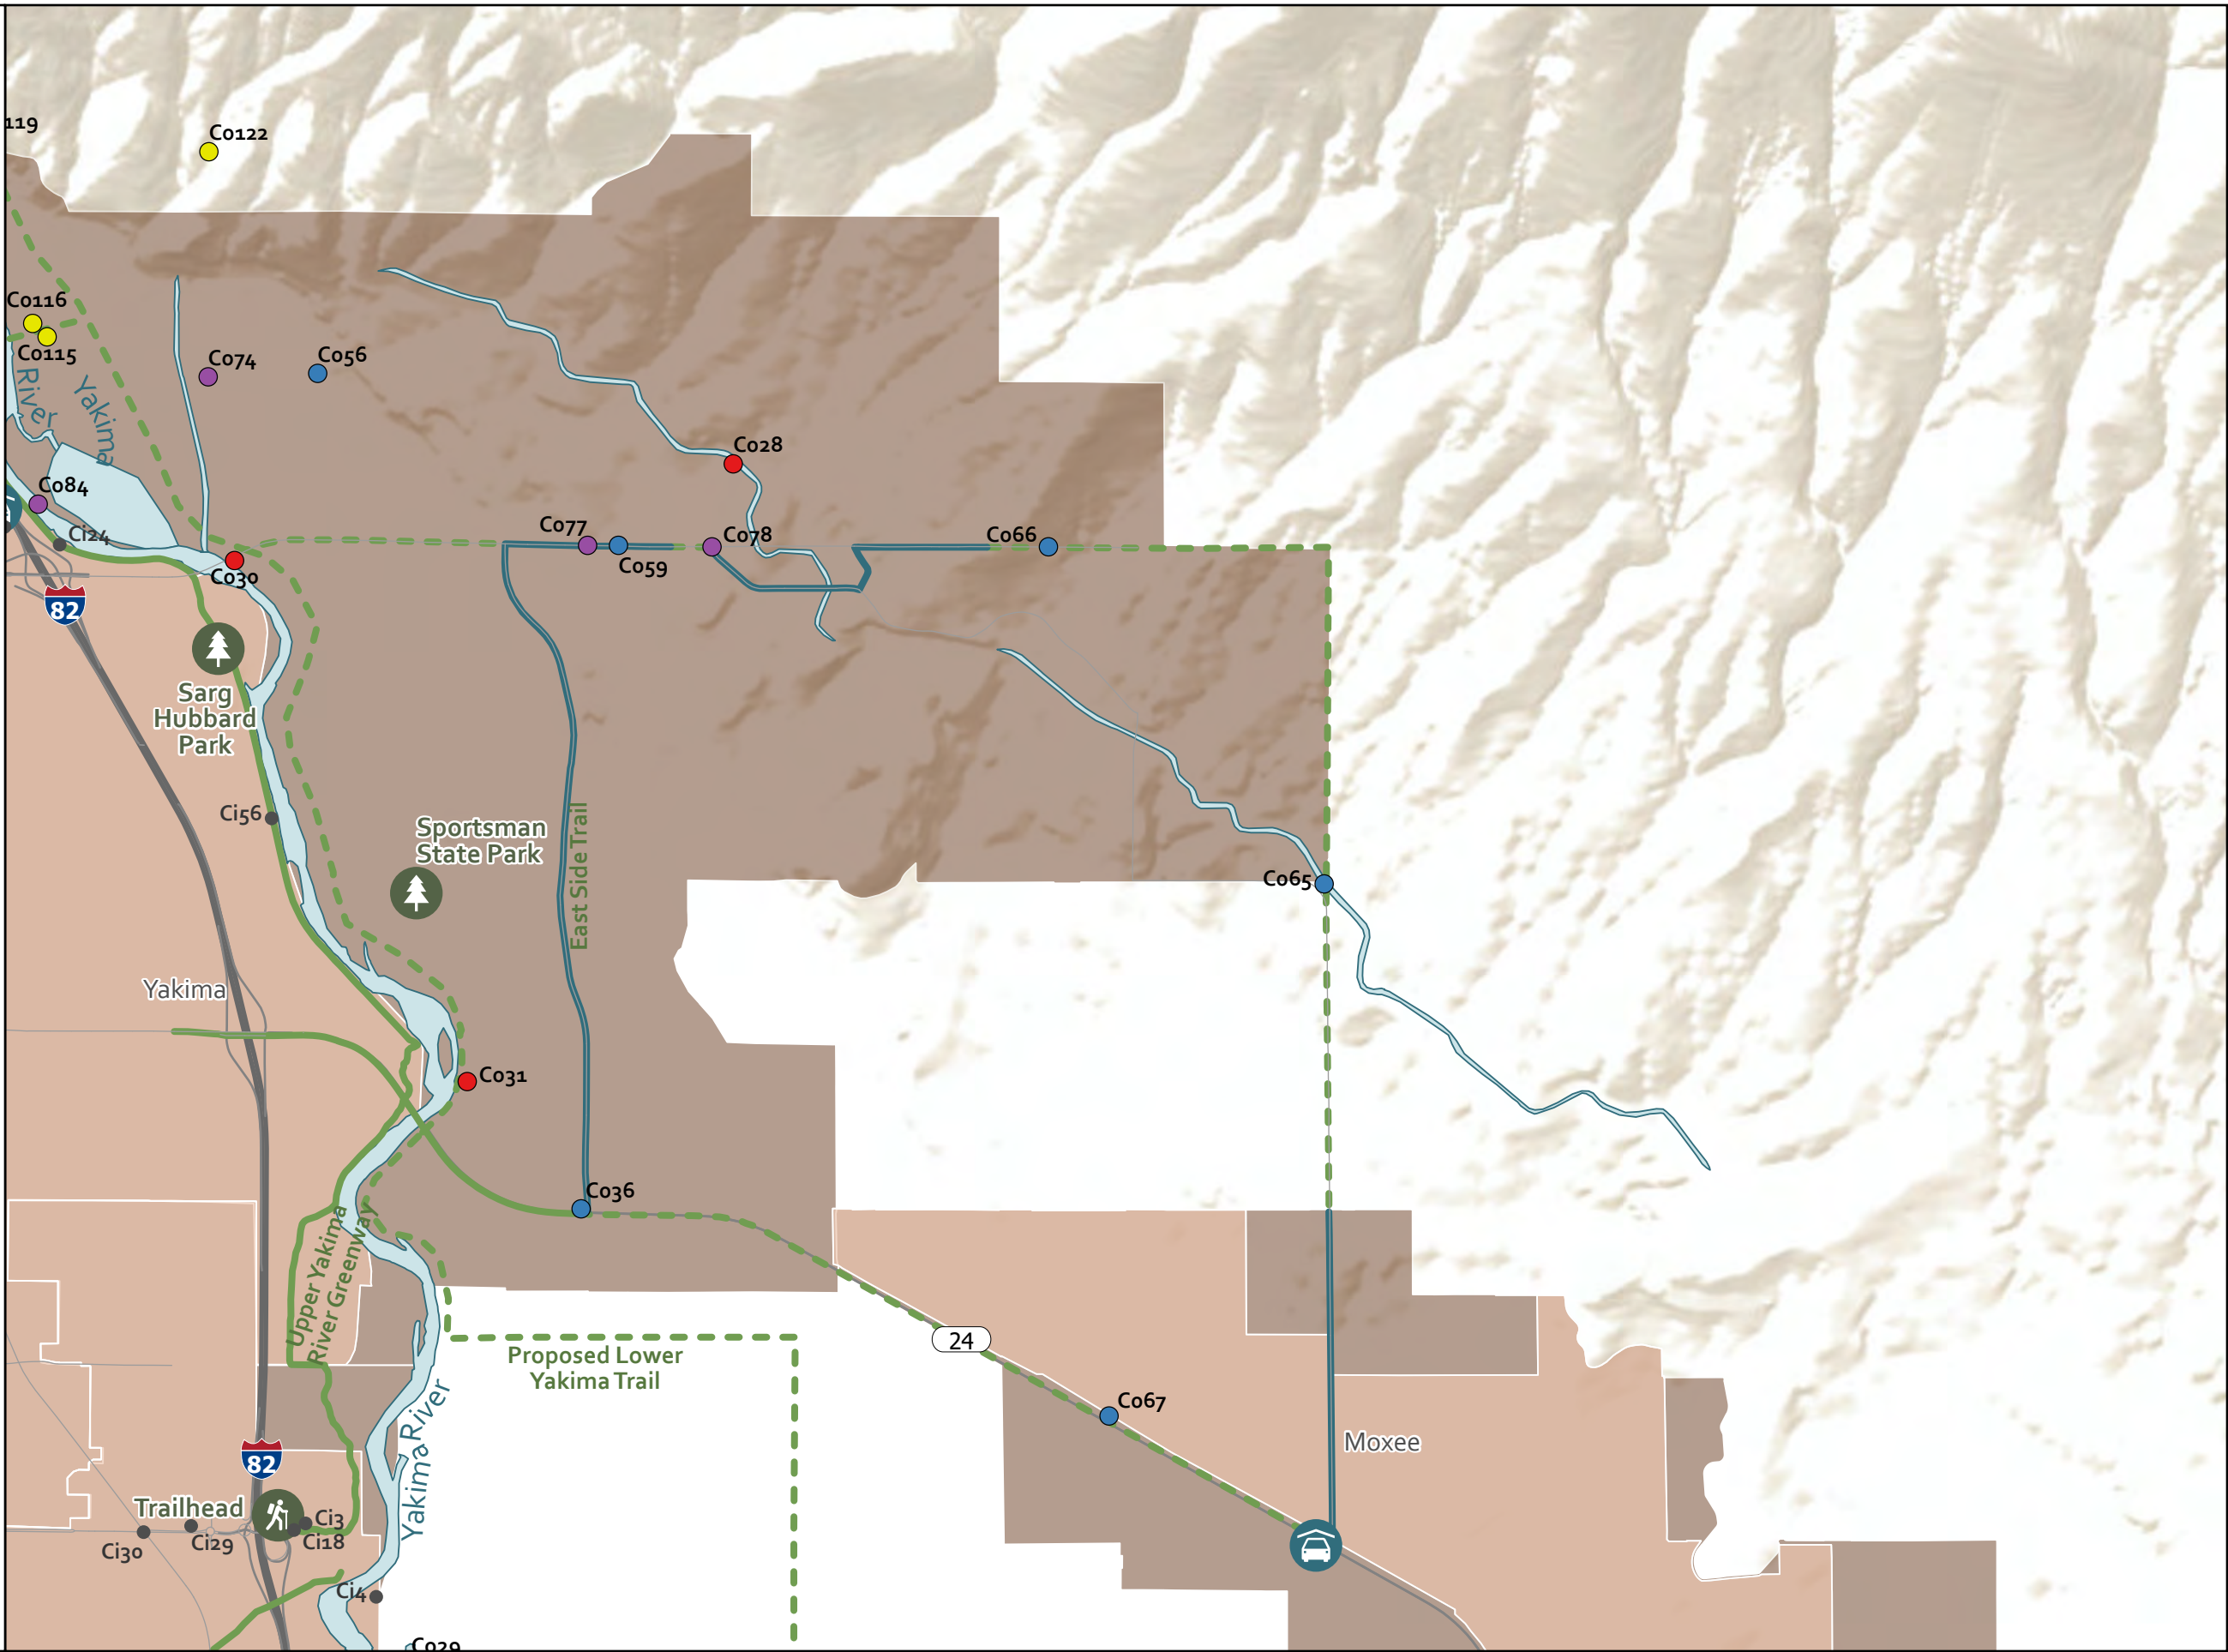 119
Co122
Co116
Co115
Co74
Co56
River
Yakima
Co28
Co84
Ci24
Co77
Co59
Co78
Co66
Co30
82
Sarg
Hubbard
Park
Ci56
Sportsman
State Park
East Side Trail
Co65
Yakima
Co31
Co36
Upper Yakima
River Greenway
24
Proposed Lower
Yakima Trail
Yakima River
Co67
Moxee
82
Trailhead
Ci3
Ci30
Ci29
Ci18
Ci4
Co29